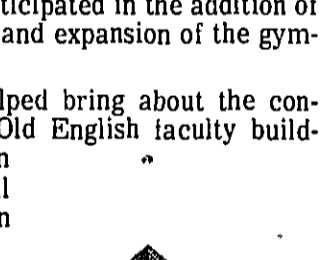 ticipated in the addition of
and expansion of the gym-
lped bring about the con-
Old English faculty build-
n
l
n